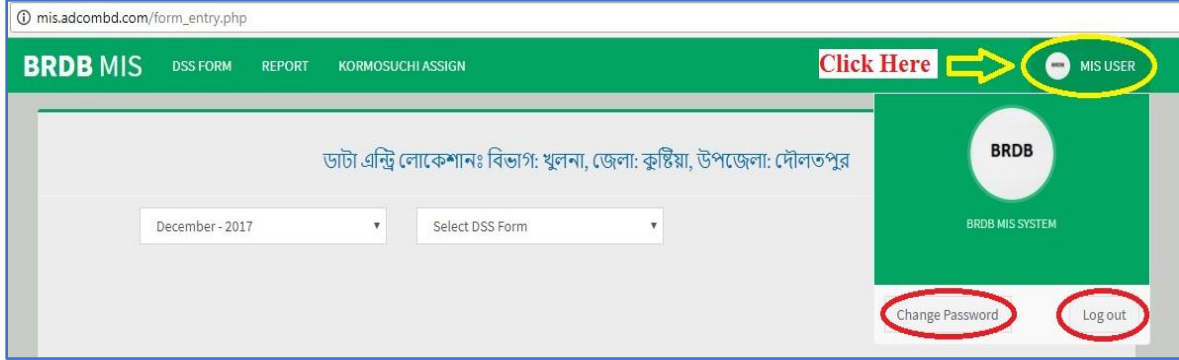 mis.adcombd.com/form_entry.php
BRDB MIS DSS FORM REPORT KORMOSUCHI ASSIGN Click Here MIS USER
ডাটা এন্ট্রি লোকেশানঃ বিভাগ: খুলনা, জেলা: কুষ্টিয়া, উপজেলা: দৌলতপুর
BRDB
December - 2017 Select DSS Form
BRDB MIS SYSTEM
Change Password Log out